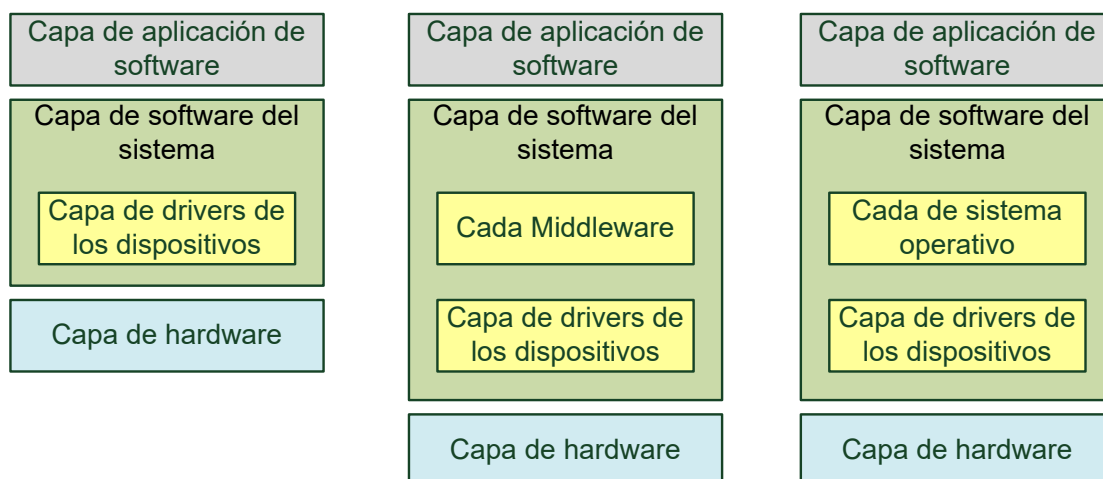 Capa de aplicación de
software
Capa de software del
sistema
Capa de drivers de
los dispositivos
Capa de hardware
Capa de aplicación de
software
Capa de software del
sistema
Cada Middleware
Capa de drivers de
los dispositivos
Capa de hardware
Capa de aplicación de
software
Capa de software del
sistema
Cada de sistema
operativo
Capa de drivers de
los dispositivos
Capa de hardware